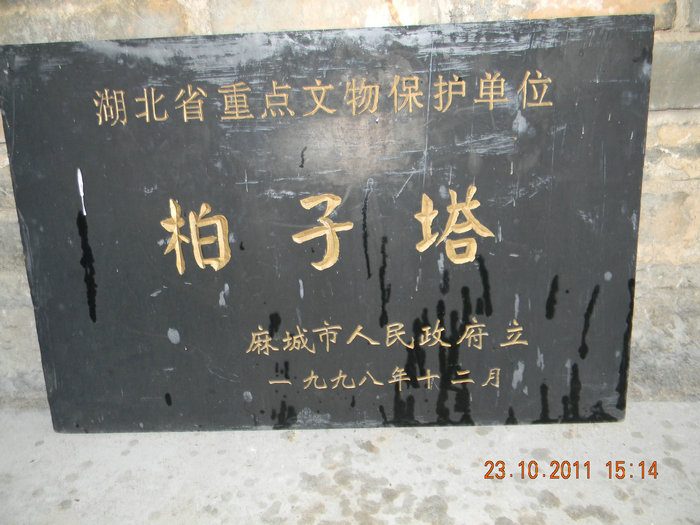 湖北省重点文物保护单位
柏子塔
麻城市人民政府立
一九九八年十二月
23.10.2011 15:14